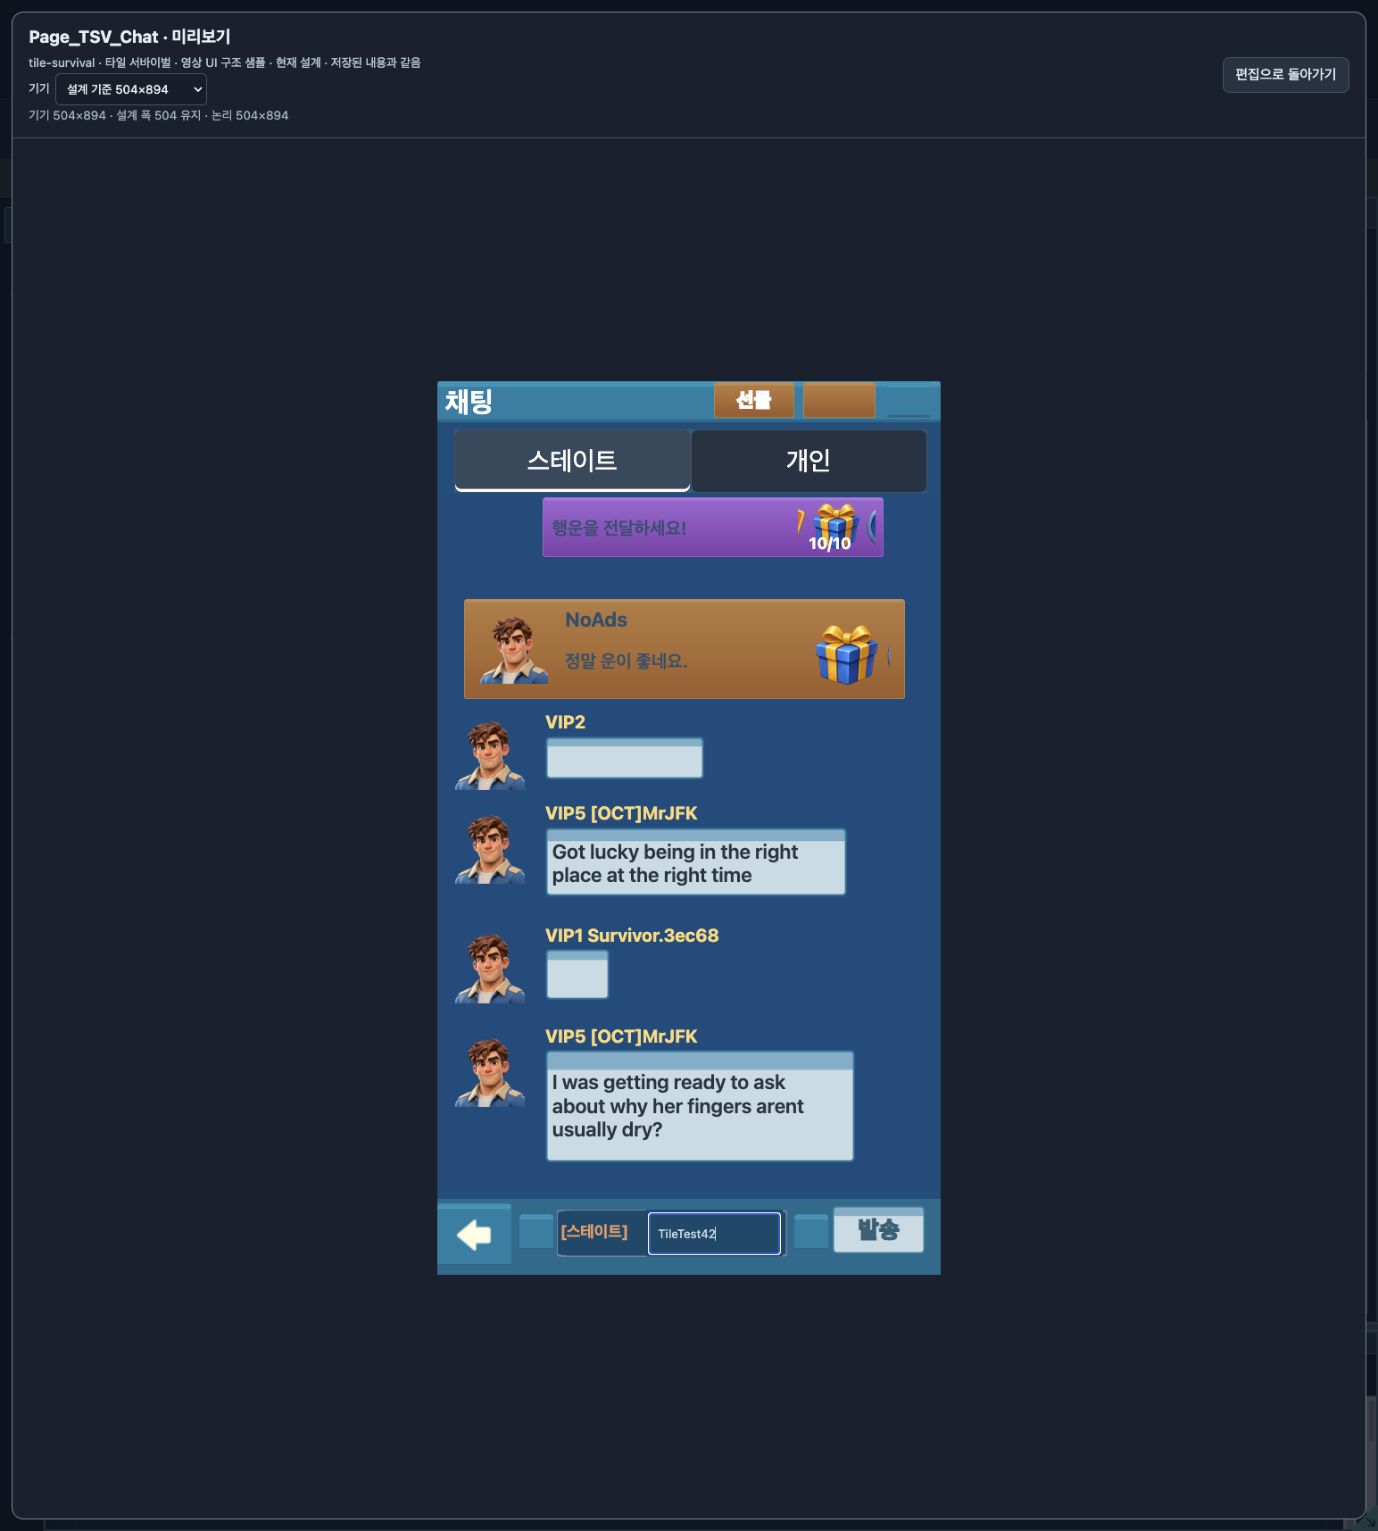 Page_TSV_Chat · 미리보기
tile-survival · 타일 서바이벌 · 영상 UI 구조 샘플 · 현재 설계 · 저장된 내용과 같음
편집으로 돌아가기
기기 설계 기준 504×894
기기 504×894 · 설계 폭 504 유지 · 논리 504×894
채팅 선물
스테이트 개인
행운을 전달하세요!
10/10
NoAds
정말 운이 좋네요.
VIP2
VIP5 [OCT]MrJFK
Got lucky being in the right
place at the right time
VIP1 Survivor.3ec68
VIP5 [OCT]MrJFK
I was getting ready to ask
about why her fingers arent
usually dry?
[스테이트] TileTest42 발송